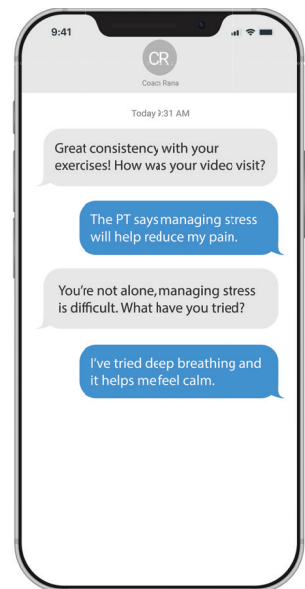 9:41
CR
Coach Rana
Today 9:31 AM
Great consistency with your
exercises! How was your video visit?
The PT says managing stress
will help reduce my pain.
You're not alone, managing stress
is difficult. What have you tried?
I've tried deep breathing and
it helps me feel calm.